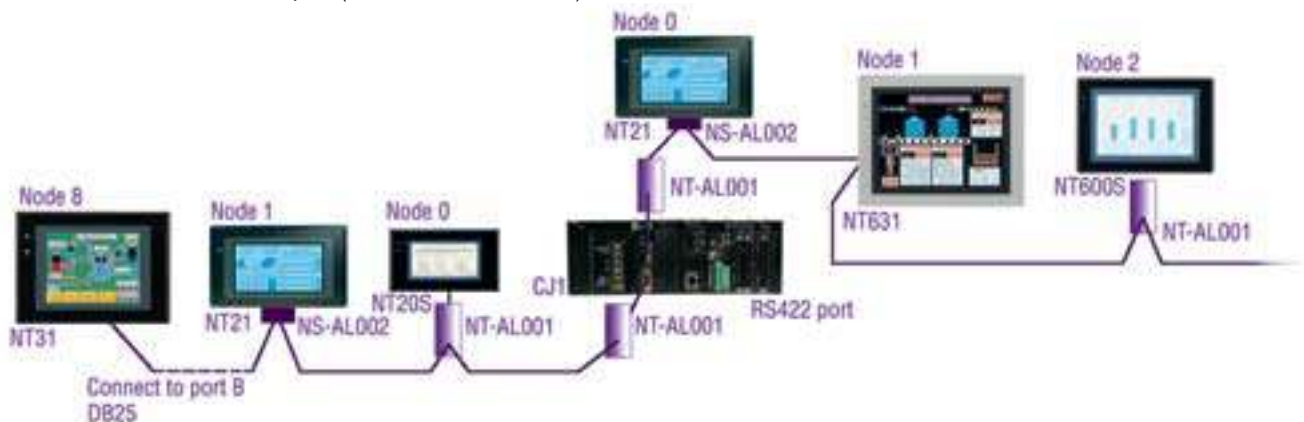 Node 0
Node 1
Node 2
NT21
NS-AL002
NT-AL001
NT631
NT600S
NT-AL001
Node 8
Node 1
Node 0
CJ1
RS422 port
NT31
NT21
NS-AL002
NT20S
NT-AL001
NT-AL001
Connect to port B
DB25